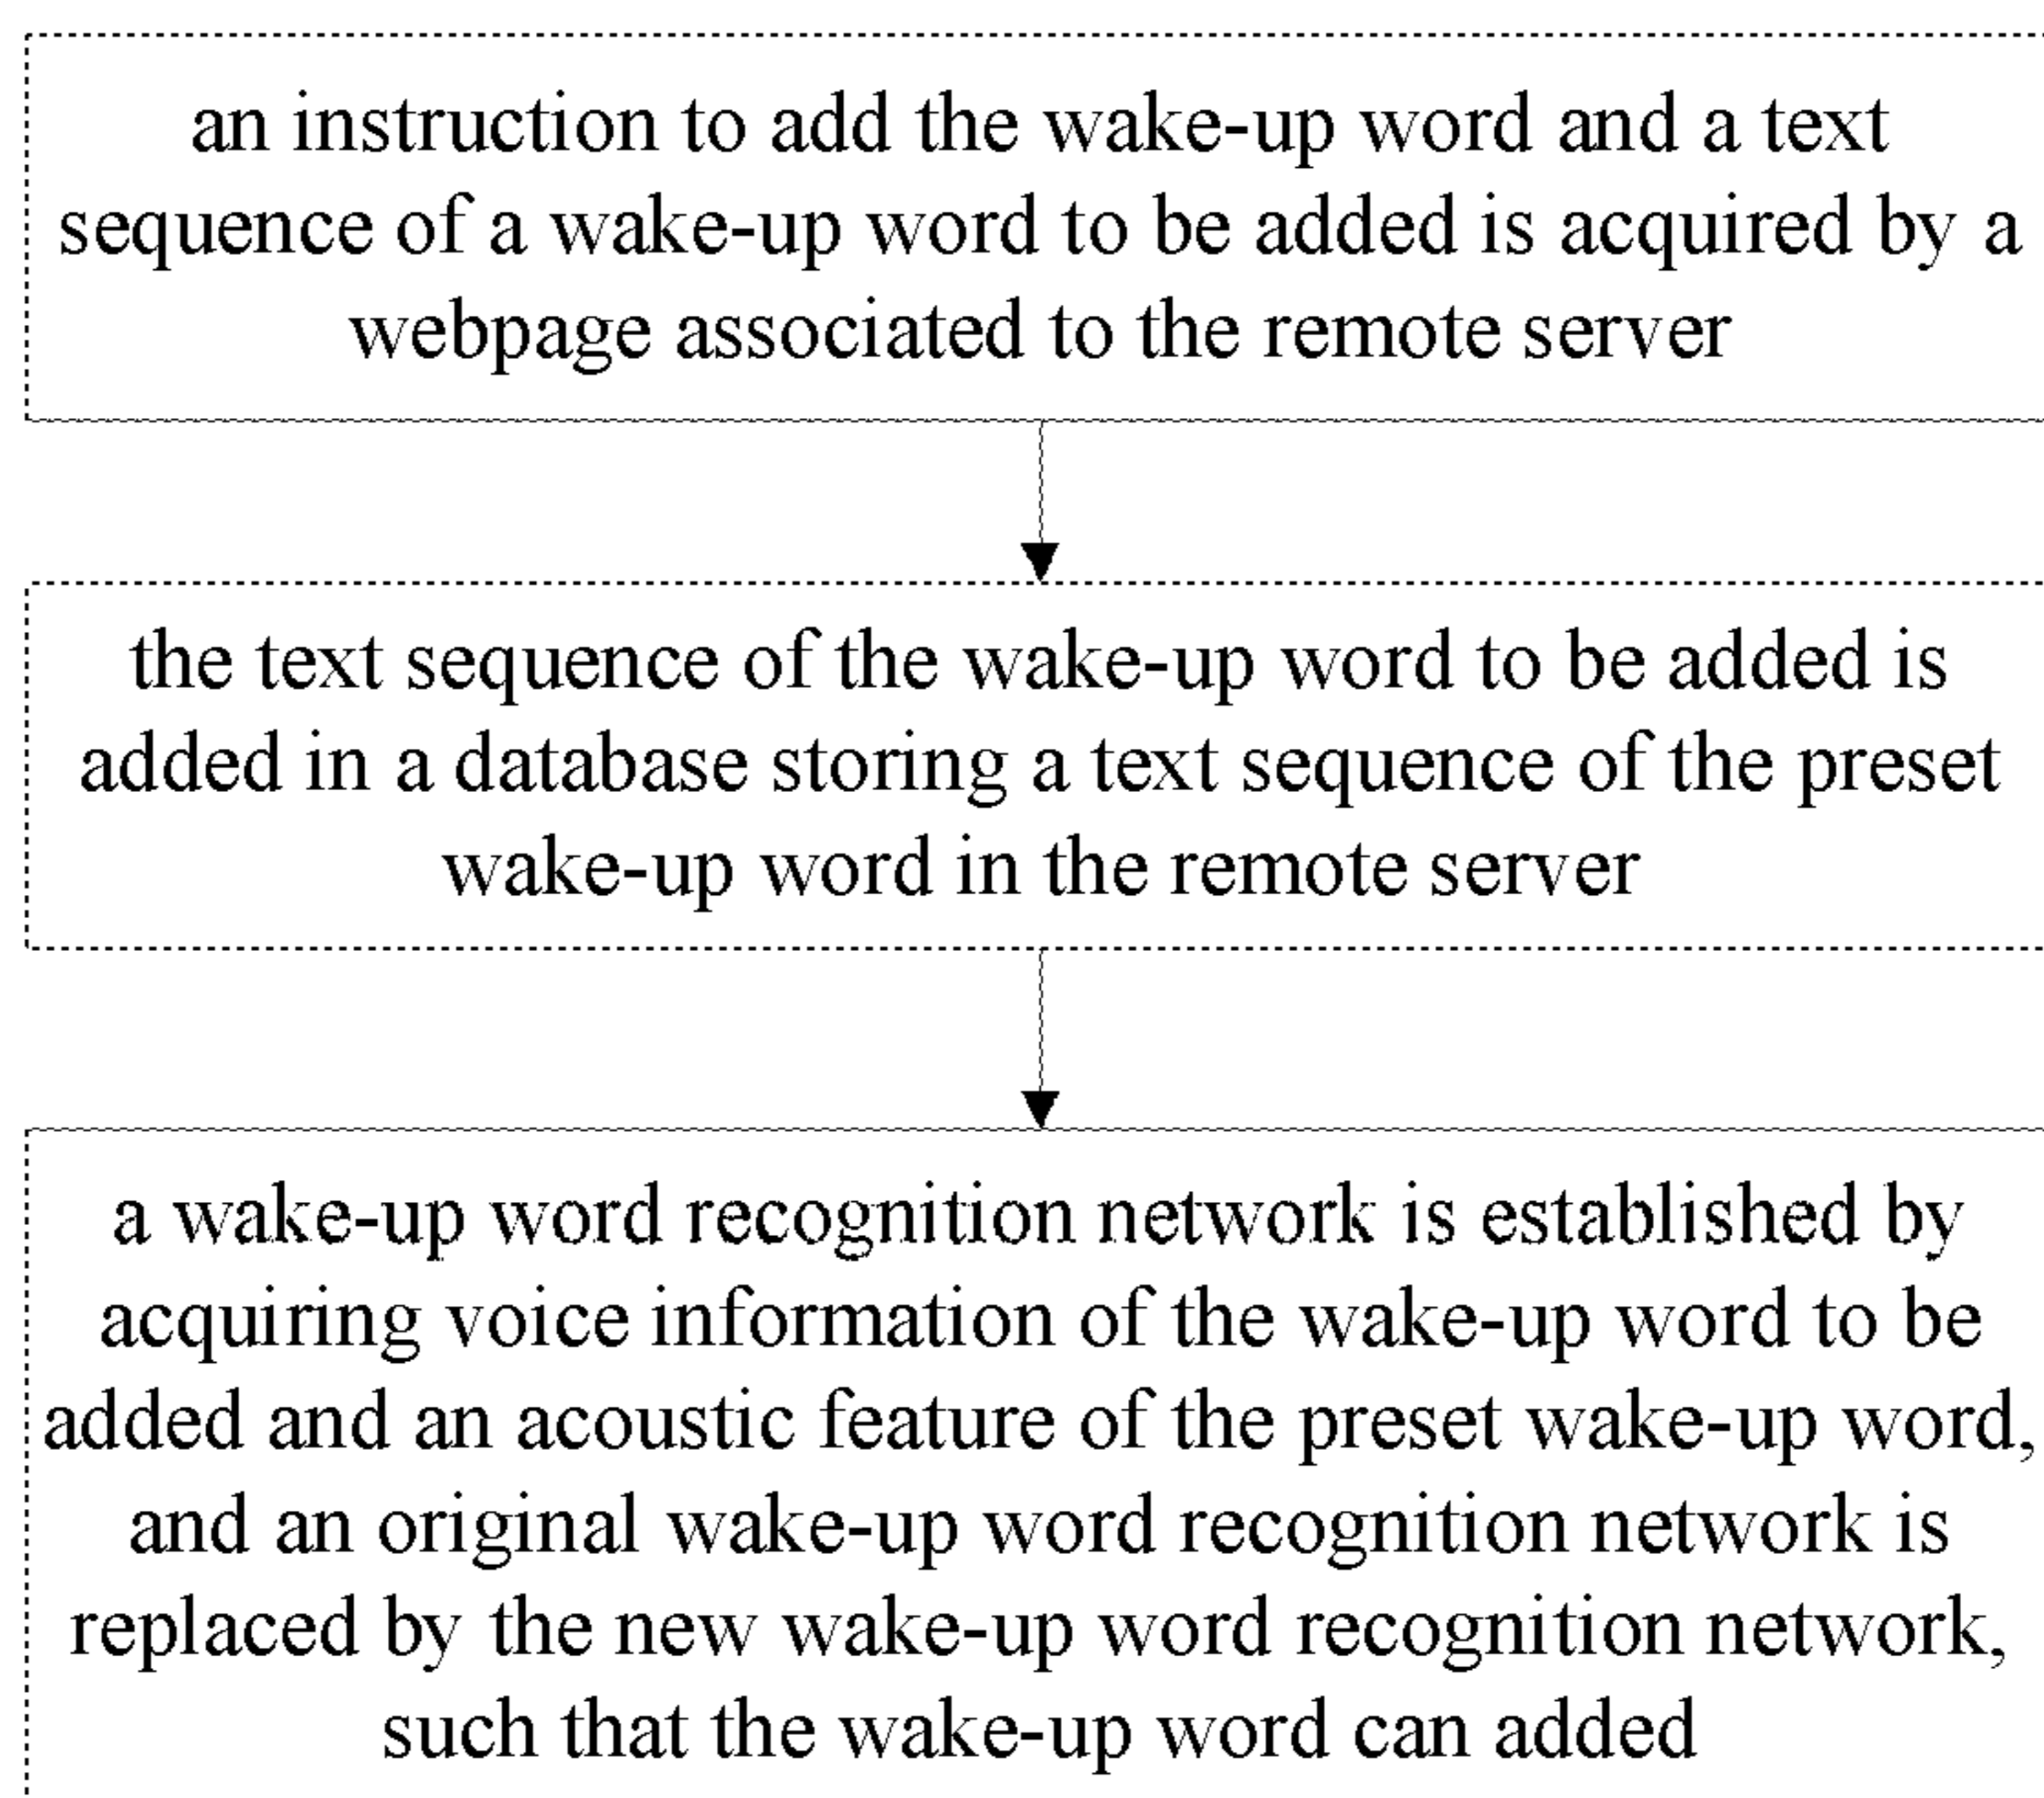 an instruction to add the wake-up word and a text
sequence of a wake-up word to be added is acquired by a
webpage associated to the remote server
the text sequence of the wake-up word to be added is
added in a database storing a text sequence of the preset
wake-up word in the remote server
a wake-up word recognition network is established by
acquiring voice information of the wake-up word to be
added and an acoustic feature of the preset wake-up word,
and an original wake-up word recognition network is
replaced by the new wake-up word recognition network,
such that the wake-up word can added